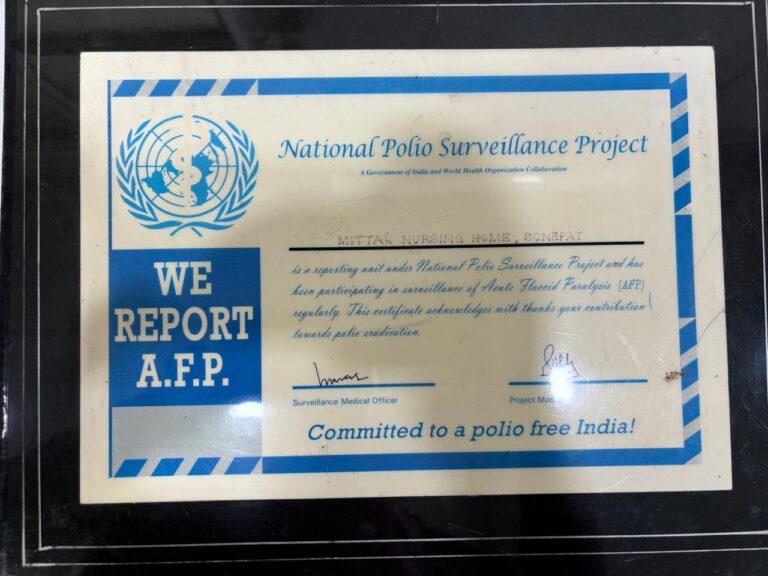 National Polio Surveillance Project
A Government of India and World Health Organization Collaboration
MITTAL NURSING HOME, SONEPAT
is a reporting unit under National Polio Surveillance Project and has
been participating in surveillance of Acute Flaccid Paralysis (AFP)
regularly. This certificate acknowledges with thanks your contribution
towards polio eradication.
WE
REPORT
A.F.P.
Surveillance Medical Officer
Project
Committed to a polio free India!